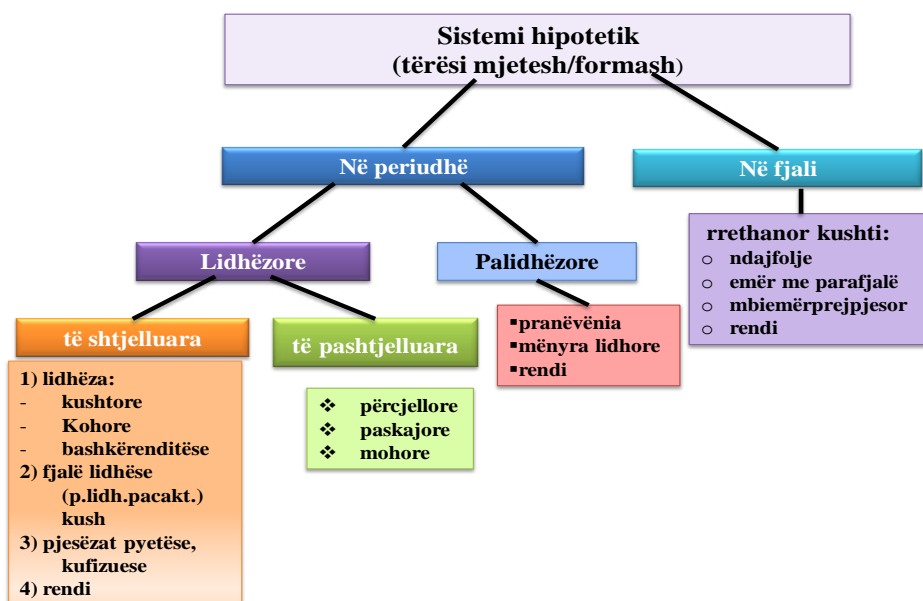 Sistemi hipotetik
(tërësi mjetesh/formash)
Në periudhë
Në fjali
Lidhëzore
Palidhëzore
rrethanor kushti:
o ndajfolje
o emër me parafjalë
o mbiemërprejpjesor
o rendi
të shtjelluara
të pashtjelluara
▪pranëvënia
▪mënyra lidhore
▪rendi
1) lidhëza:
- kushtore
- Kohore
- bashkërenditëse
2) fjalë lidhëse
(p.lidh.pacakt.)
kush
3) pjesëzat pyetëse,
kufizuese
4) rendi
❖ përcjellore
❖ paskajore
❖ mohore